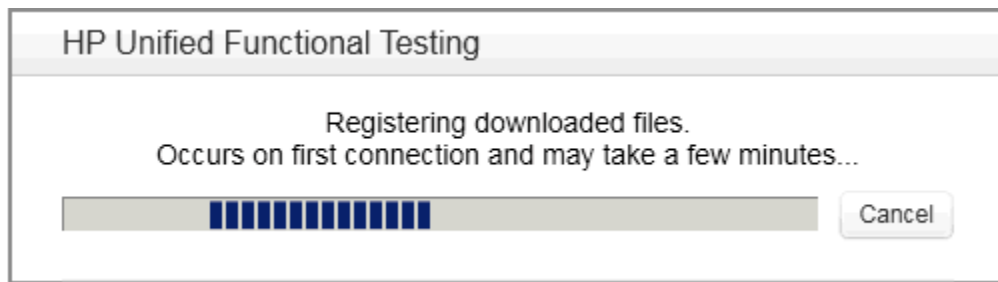 HP Unified Functional Testing
Registering downloaded files.
Occurs on first connection and may take a few minutes...
Cancel